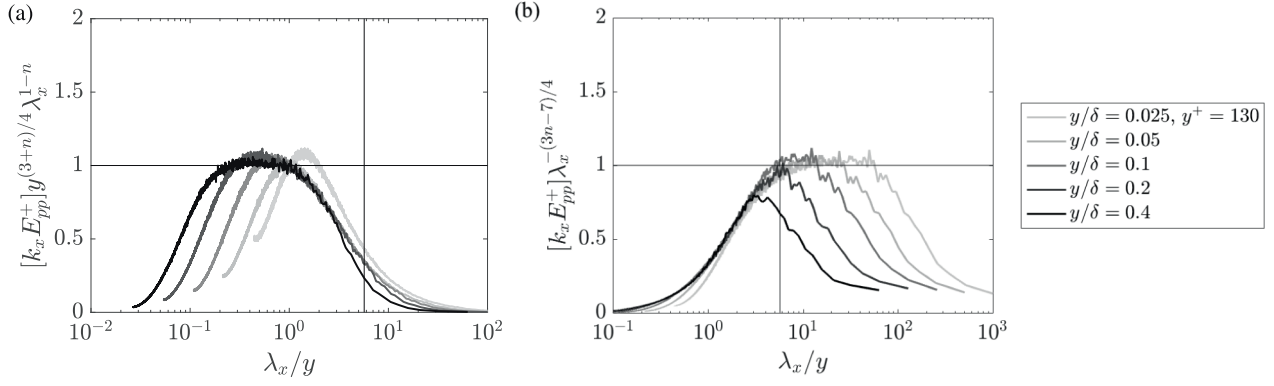 (a)
2
1.5
1
0.5
0
10^{-2} 10^{-1} 10^{0} 10^{1} 10^{2}
λ_x/y
[k_x E^+_{pp}] y^{(3+n)/4} λ_x^{1-n}
(b)
2
1.5
1
0.5
0
10^{-1} 10^{0} 10^{1} 10^{2} 10^{3}
λ_x/y
[k_x E^+_{pp}] λ_x^{-(3n-7)/4}
y/δ = 0.025, y^+ = 130
y/δ = 0.05
y/δ = 0.1
y/δ = 0.2
y/δ = 0.4